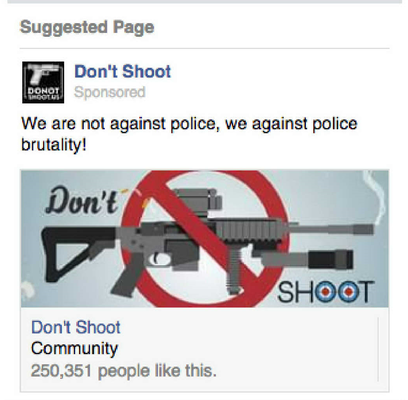 Suggested Page
DONOT
SHOOT.US
Don't Shoot
Sponsored
We are not against police, we against police
brutality!
Don't
SHOOT
Don't Shoot
Community
250,351 people like this.